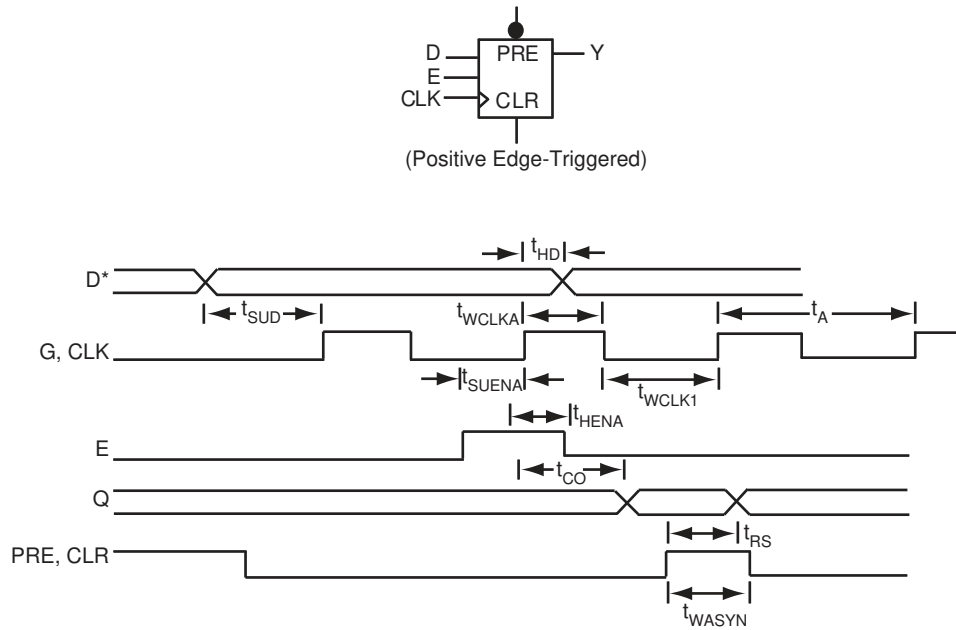 D PRE Y
E
CLK CLR
(Positive Edge-Triggered)
tHD
D*
tSUD tWCLKA tA
G, CLK
tSUENA tWCLK1
tHENA
E
tCO
Q
tRS
PRE, CLR
tWASYN